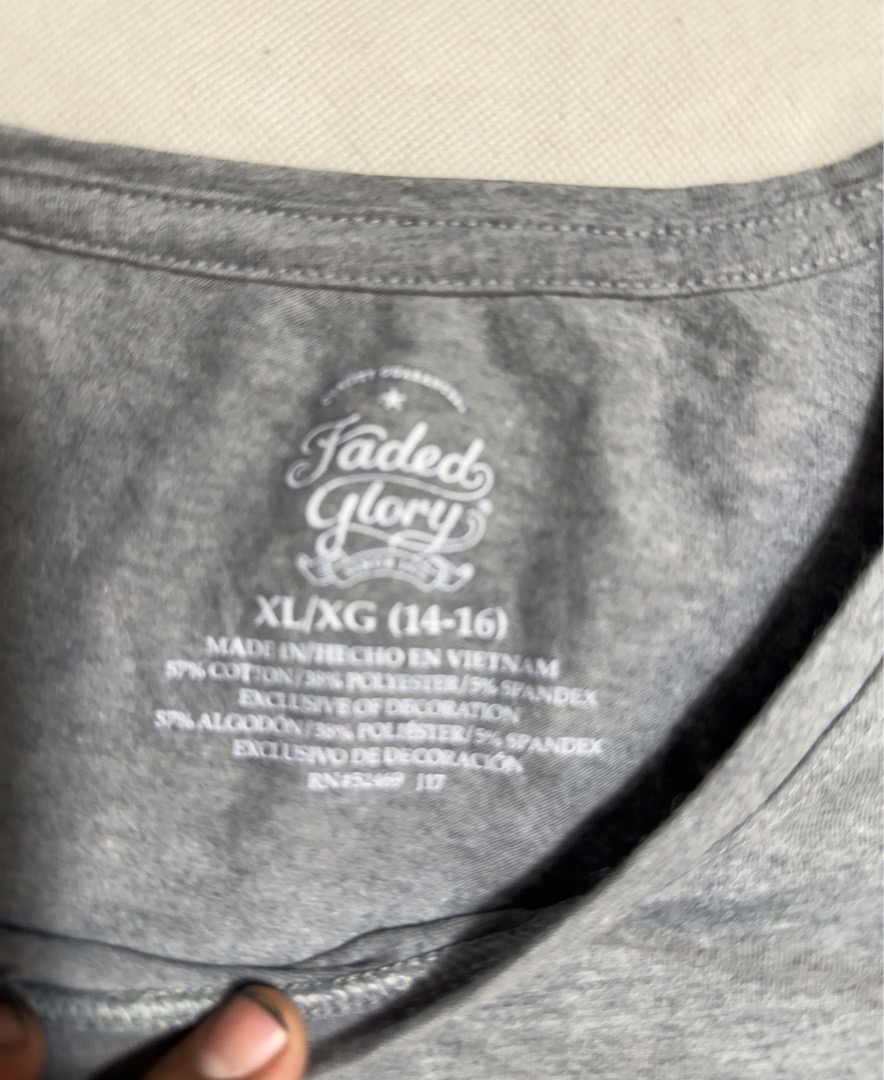 Faded
Glory
XL/XG (14-16)
MADE IN/HECHO EN VIETNAM
57% COTTON/38% POLYESTER/5% SPANDEX
EXCLUSIVE OF DECORATION
57% ALGODÓN/38% POLIÉSTER/5% SPANDEX
EXCLUSIVO DE DECORACIÓN
RN#52469 J17